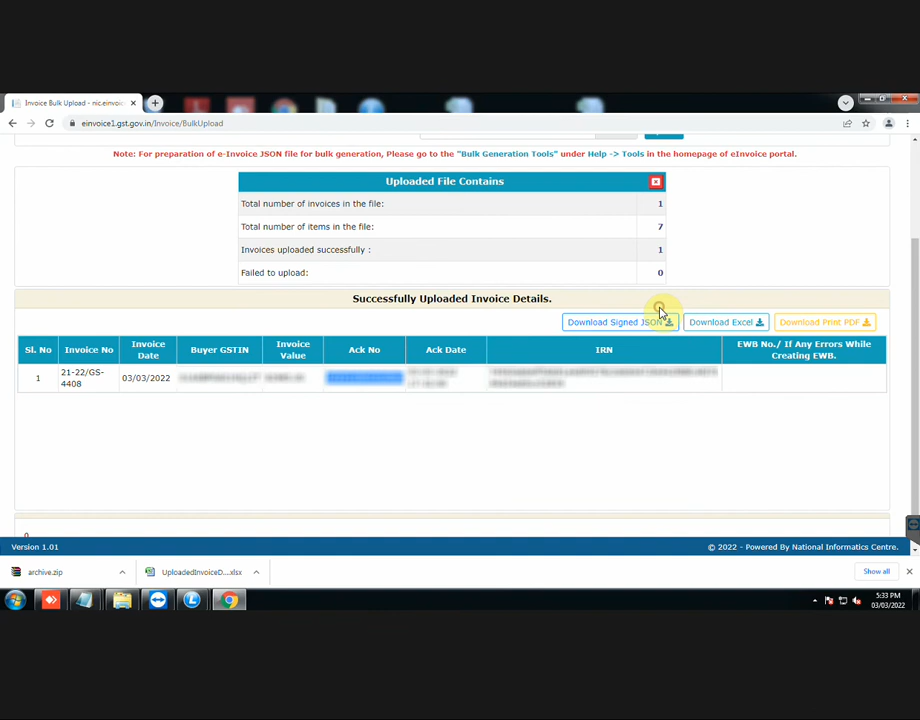 Invoice Bulk Upload - nic.einvoic
einvoice1.gst.gov.in/Invoice/BulkUpload
Note: For preparation of e-Invoice JSON file for bulk generation, Please go to the "Bulk Generation Tools" under Help -> Tools in the homepage of eInvoice portal.
Uploaded File Contains
Total number of invoices in the file: 1
Total number of items in the file: 7
Invoices uploaded successfully : 1
Failed to upload: 0
Successfully Uploaded Invoice Details.
Download Signed JSON Download Excel Download Print PDF
Sl. No Invoice No Invoice Date Buyer GSTIN Invoice Value Ack No Ack Date IRN EWB No./ If Any Errors While Creating EWB.
1 21-22/GS-4408 03/03/2022
Version 1.01 © 2022 - Powered By National Informatics Centre.
archive.zip UploadedInvoiceD....xlsx Show all
5:33 PM
03/03/2022